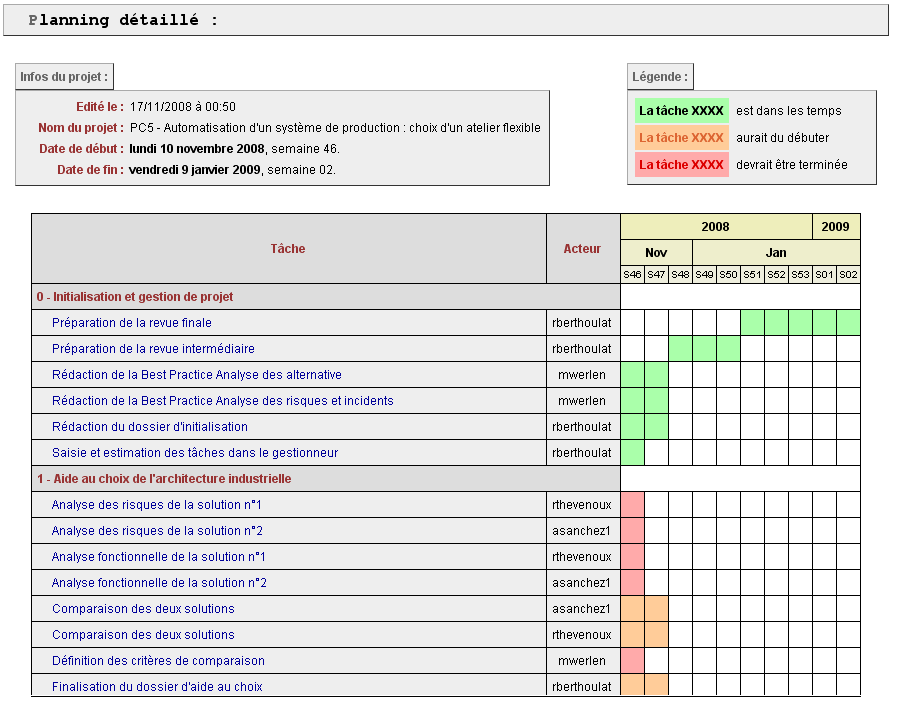 Planning détaillé :
Infos du projet :
Edité le : 17/11/2008 à 00:50
Nom du projet : PC5 - Automatisation d'un système de production : choix d'un atelier flexible
Date de début : lundi 10 novembre 2008, semaine 46.
Date de fin : vendredi 9 janvier 2009, semaine 02.
Légende :
La tâche XXXX est dans les temps
La tâche XXXX aurait du débuter
La tâche XXXX devrait être terminée
Tâche Acteur 2008 2009
Nov Jan
S46 S47 S48 S49 S50 S51 S52 S53 S01 S02
0 - Initialisation et gestion de projet
Préparation de la revue finale rberthoulat
Préparation de la revue intermédiaire rberthoulat
Rédaction de la Best Practice Analyse des alternative mwerlen
Rédaction de la Best Practice Analyse des risques et incidents mwerlen
Rédaction du dossier d'initialisation rberthoulat
Saisie et estimation des tâches dans le gestionneur rberthoulat
1 - Aide au choix de l'architecture industrielle
Analyse des risques de la solution n°1 rthevenoux
Analyse des risques de la solution n°2 asanchez1
Analyse fonctionnelle de la solution n°1 rthevenoux
Analyse fonctionnelle de la solution n°2 asanchez1
Comparaison des deux solutions asanchez1
Comparaison des deux solutions rthevenoux
Définition des critères de comparaison mwerlen
Finalisation du dossier d'aide au choix rberthoulat